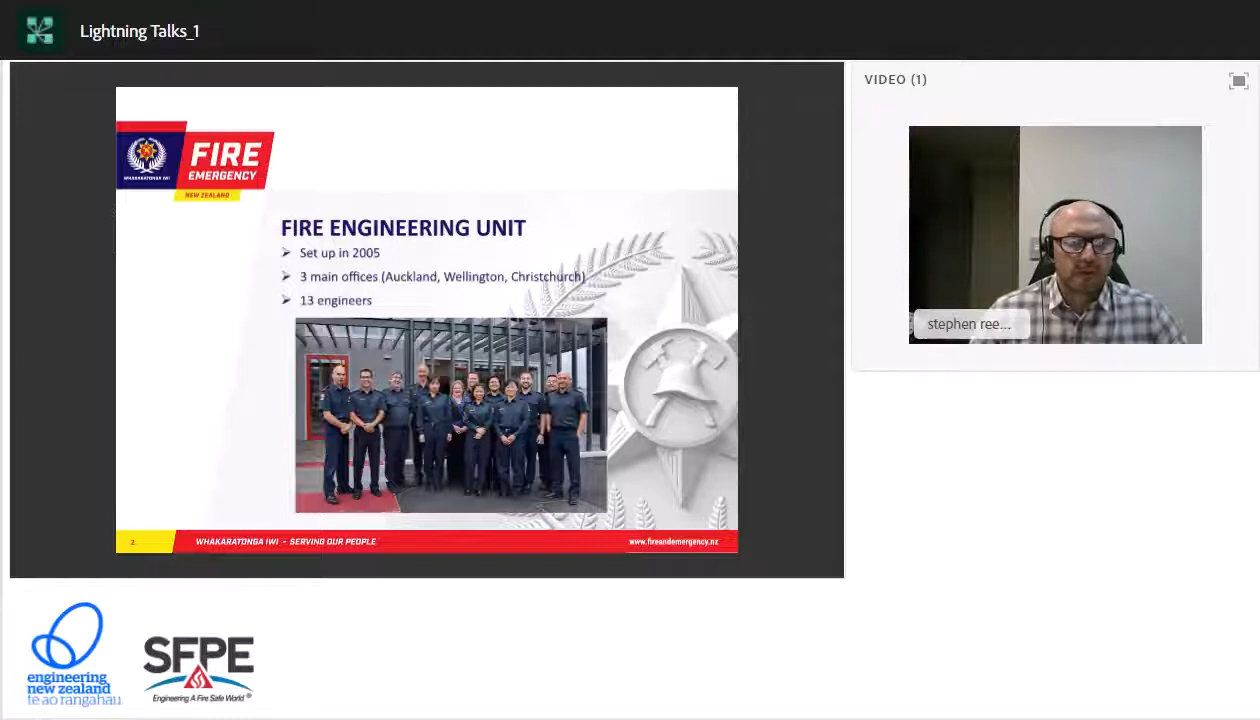 Lightning Talks_1
VIDEO (1)
FIRE
EMERGENCY
NEW ZEALAND
WHAKARATONGA IWI
FIRE ENGINEERING UNIT
Set up in 2005
3 main offices (Auckland, Wellington, Christchurch)
13 engineers
stephen ree...
2
WHAKARATONGA IWI - SERVING OUR PEOPLE
www.fireandemergency.nz
engineering
new zealand
te ao rangahau
SFPE
Engineering A Fire Safe World®